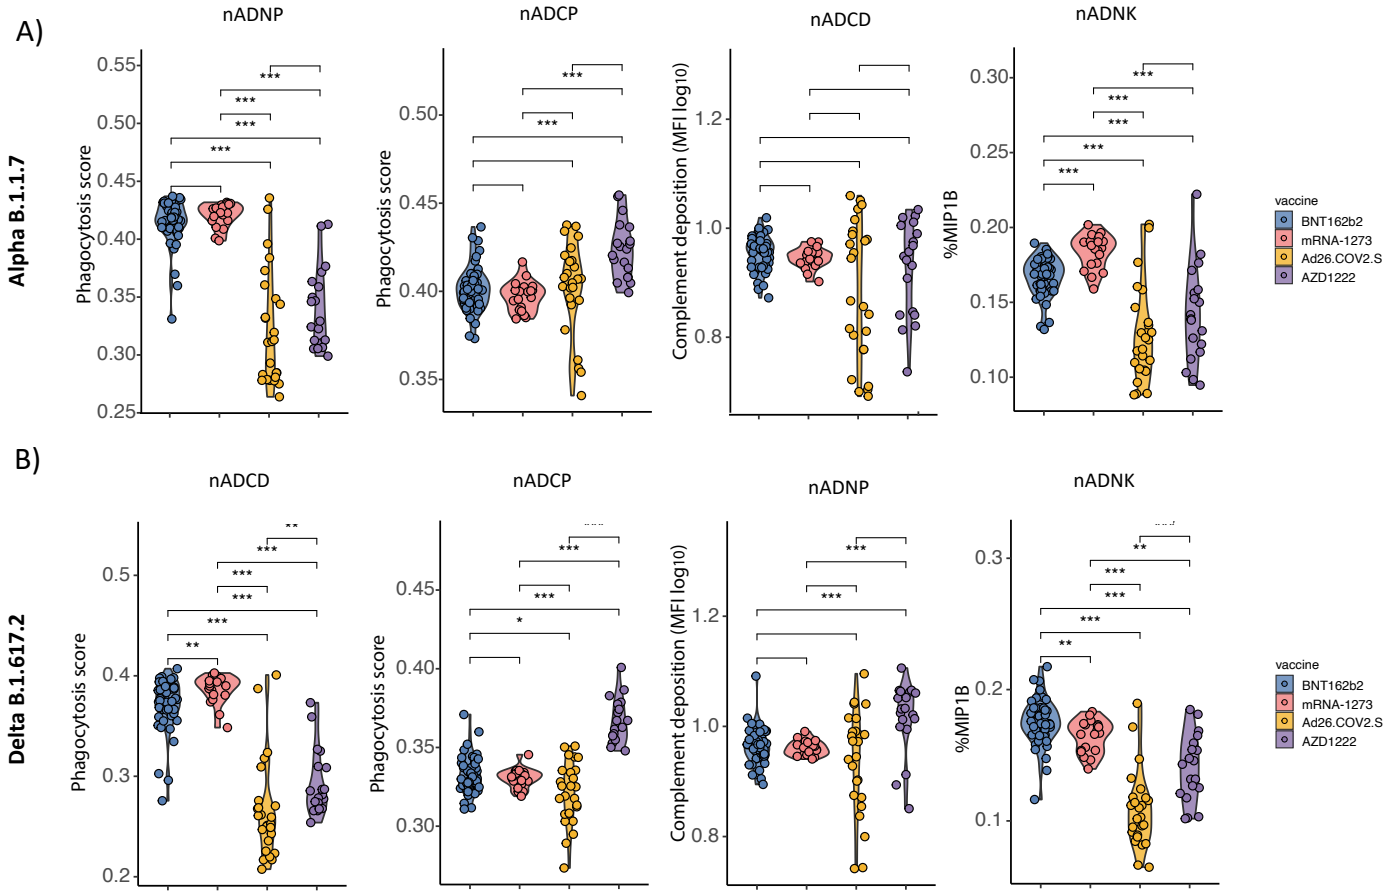 A)
nADNP
nADCP
nADCD
nADNK
Alpha B.1.1.7
Phagocytosis score
0.55
0.50
0.45
0.40
0.35
0.30
0.25
***
***
***
***
Phagocytosis score
0.40
0.45
0.40
0.35
***
***
Complement deposition (MFI log10)
1.2
1.0
0.8
%MIP1B
0.30
0.25
0.20
0.15
0.10
***
***
***
***
***
vaccine
BNT162b2
mRNA-1273
Ad26.COV2.S
AZD1222
B)
nADCD
nADCP
nADNP
nADNK
Delta B.1.617.2
Phagocytosis score
0.5
0.4
0.3
0.2
**
***
***
***
***
**
Phagocytosis score
0.45
0.40
0.35
0.30
***
***
*
Complement deposition (MFI log10)
1.2
1.0
0.8
***
***
%MIP1B
0.3
0.2
0.1
**
***
***
***
**
vaccine
BNT162b2
mRNA-1273
Ad26.COV2.S
AZD1222